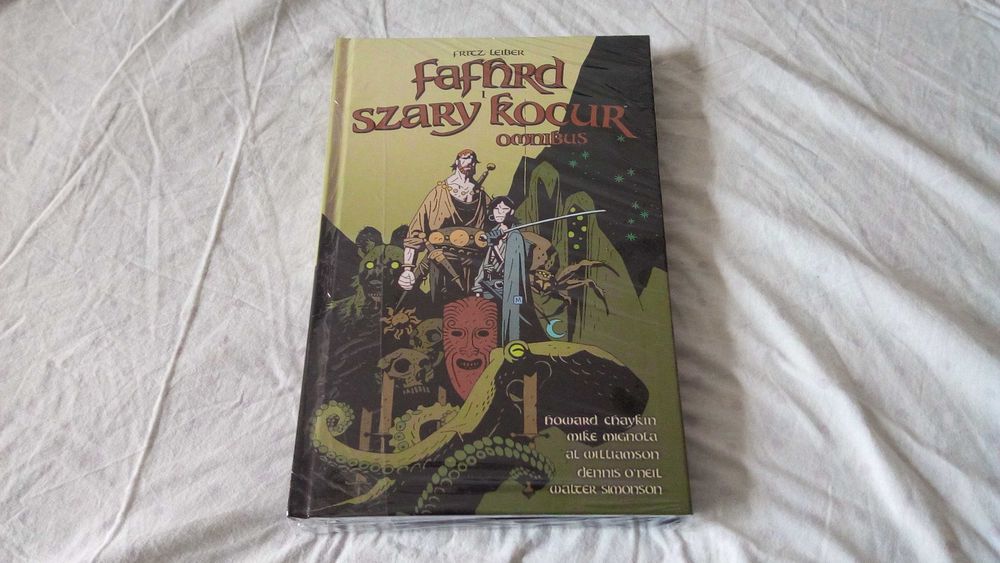 FRITZ LEIBER
FAFHRD
I
SZARY KOCUR
OMNIBUS
HOWARD CHAYKIN
MIKE MIGNOLA
AL WILLIAMSON
DENNIS O'NEIL
WALTER SIMONSON